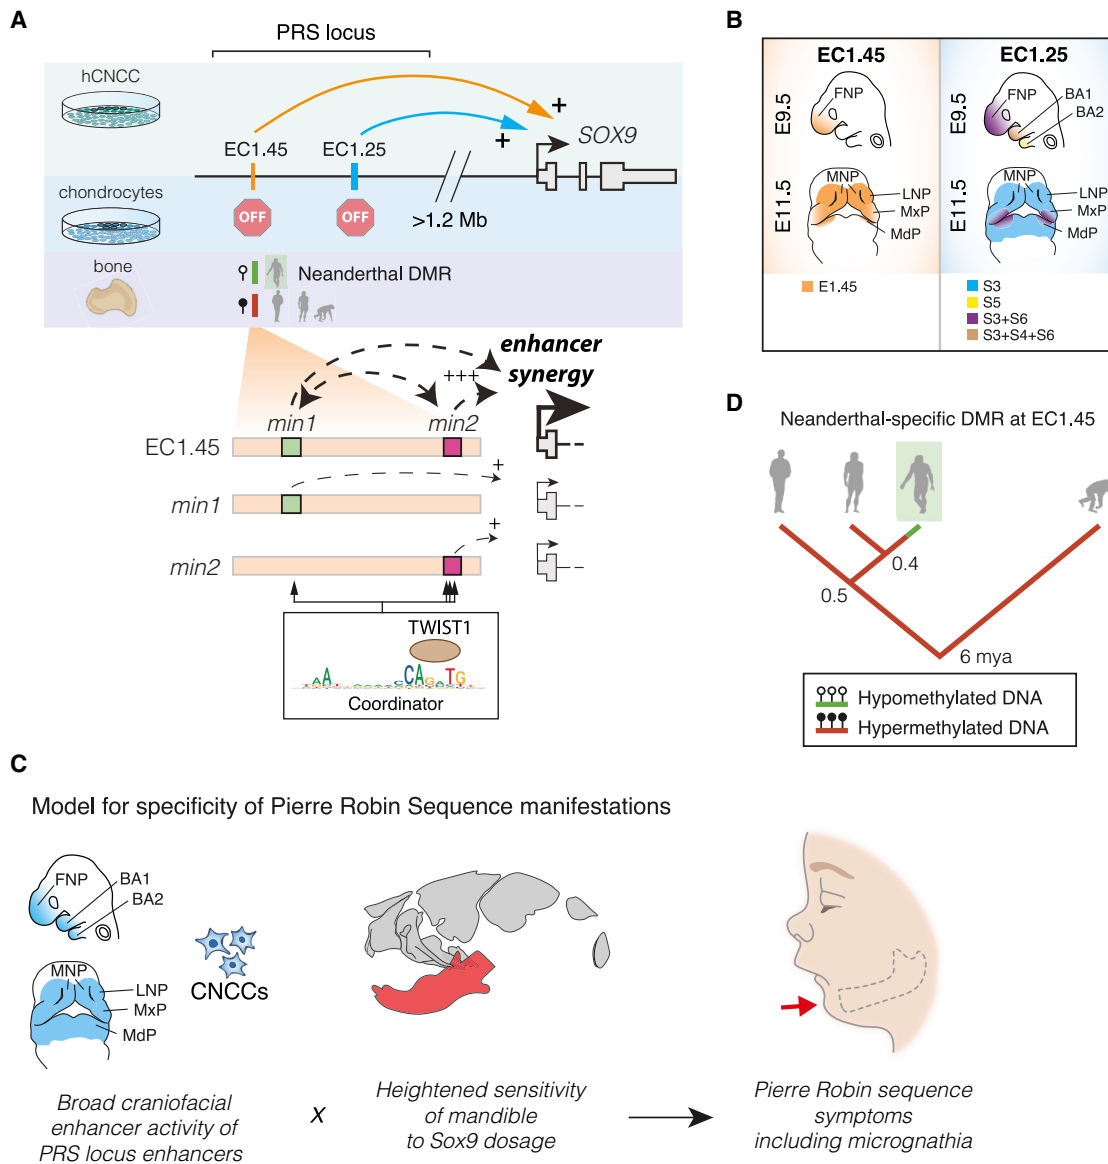 A
PRS locus
hCNCC
+
+
SOX9
EC1.45
EC1.25
chondrocytes
OFF
OFF
>1.2 Mb
bone
Neanderthal DMR
enhancer
synergy
+++
min1
min2
EC1.45
+
min1
+
min2
TWIST1
AA CAGATG
Coordinator
B
EC1.45
EC1.25
E9.5
FNP
E9.5
FNP
BA1
BA2
E11.5
MNP
LNP
MxP
MdP
E11.5
MNP
LNP
MxP
MdP
E1.45
S3
S5
S3+S6
S3+S4+S6
D
Neanderthal-specific DMR at EC1.45
0.4
0.5
6 mya
Hypomethylated DNA
Hypermethylated DNA
C
Model for specificity of Pierre Robin Sequence manifestations
FNP
BA1
BA2
MNP
LNP
MxP
MdP
CNCCs
Broad craniofacial
enhancer activity of
PRS locus enhancers
X
Heightened sensitivity
of mandible
to Sox9 dosage
Pierre Robin sequence
symptoms
including micrognathia